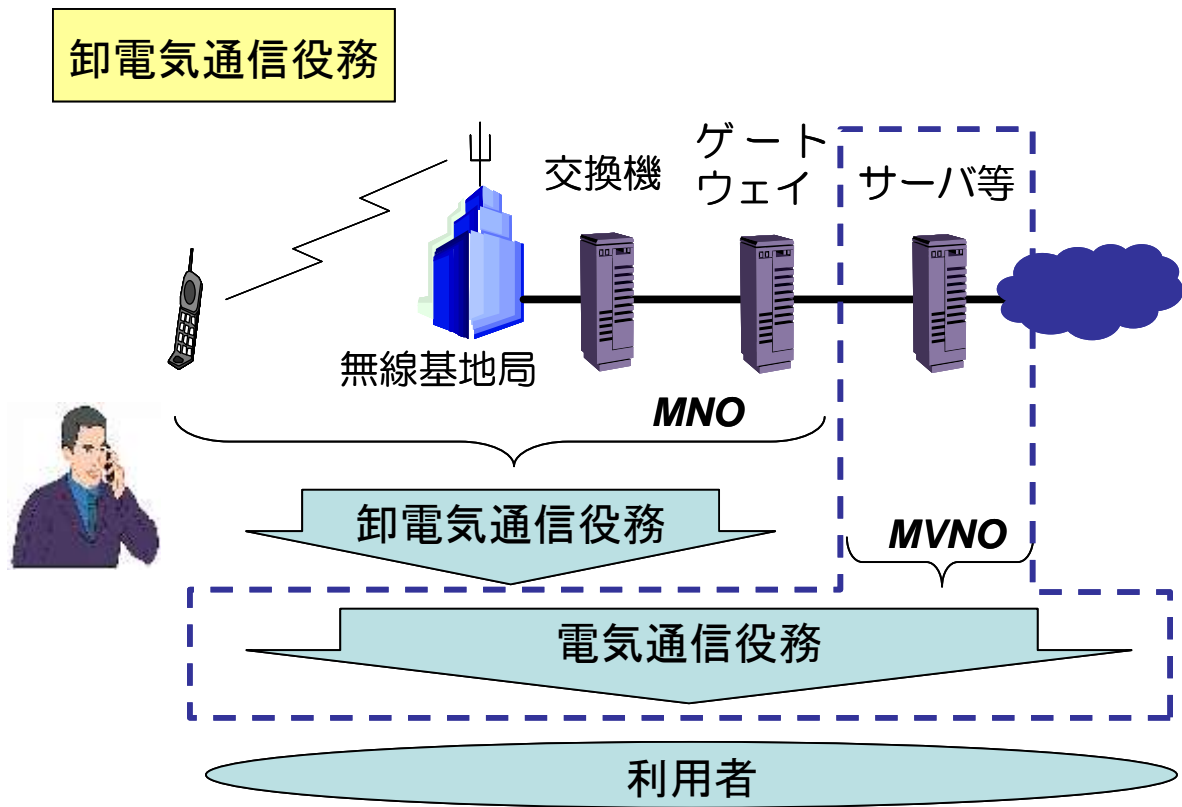 卸電気通信役務
交換機
ゲート
ウェイ
サーバ等
無線基地局
MNO
卸電気通信役務
MVNO
電気通信役務
利用者